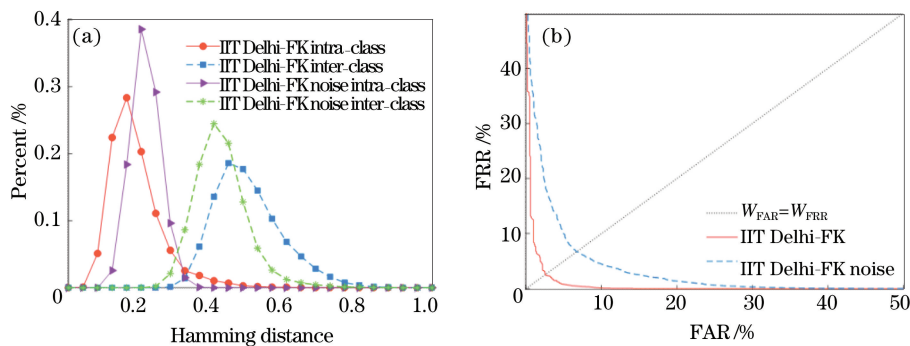 (a)
0.4
0.3
0.2
0.1
0
Percent /%
IIT Delhi-FK intra-class
IIT Delhi-FK inter-class
IIT Delhi-FK noise intra-class
IIT Delhi-FK noise inter-class
0.2 0.4 0.6 0.8 1.0
Hamming distance
(b)
40
30
20
10
0
FRR /%
W_FAR=W_FRR
IIT Delhi-FK
IIT Delhi-FK noise
10 20 30 40 50
FAR /%